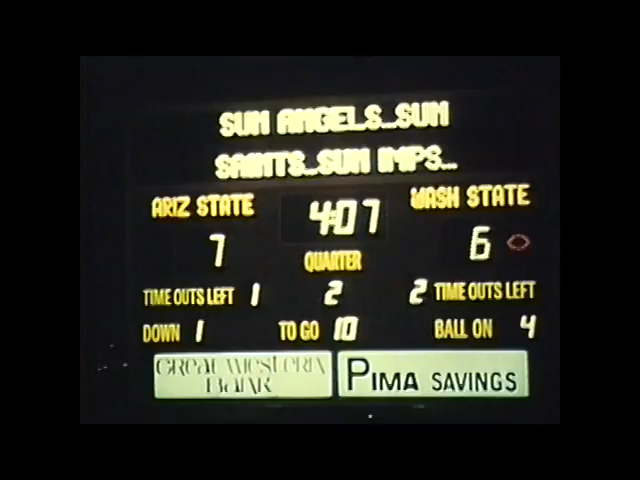 SUN ANGELS...SUN
SAINTS...SUN IMPS...
ARIZ STATE 4:07 WASH STATE
7 QUARTER 6
TIME OUTS LEFT 1 2 2 TIME OUTS LEFT
DOWN 1 TO GO 10 BALL ON 4
GREAT WESTERN PIMA SAVINGS
BANK